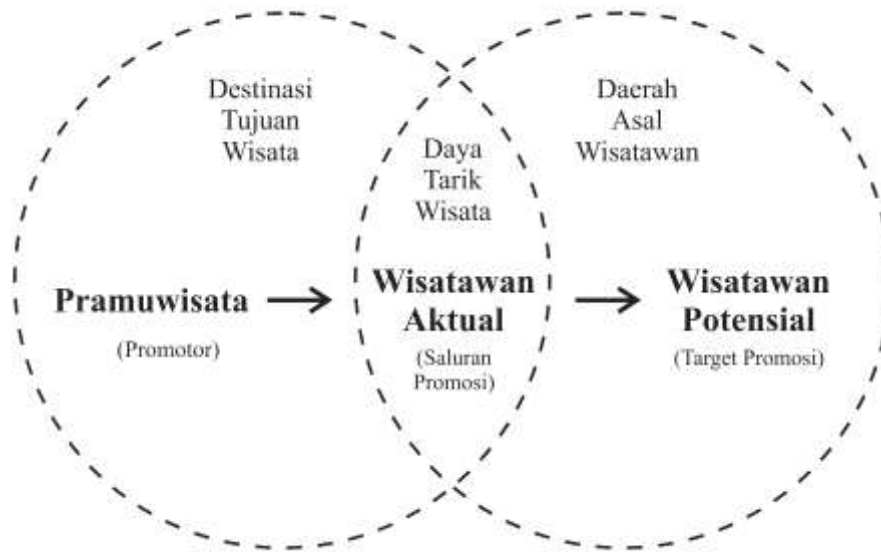 Destinasi
Tujuan
Wisata
Daya
Tarik
Wisata
Daerah
Asal
Wisatawan
Pramuwisata
(Promotor)
Wisatawan
Aktual
(Saluran
Promosi)
Wisatawan
Potensial
(Target Promosi)